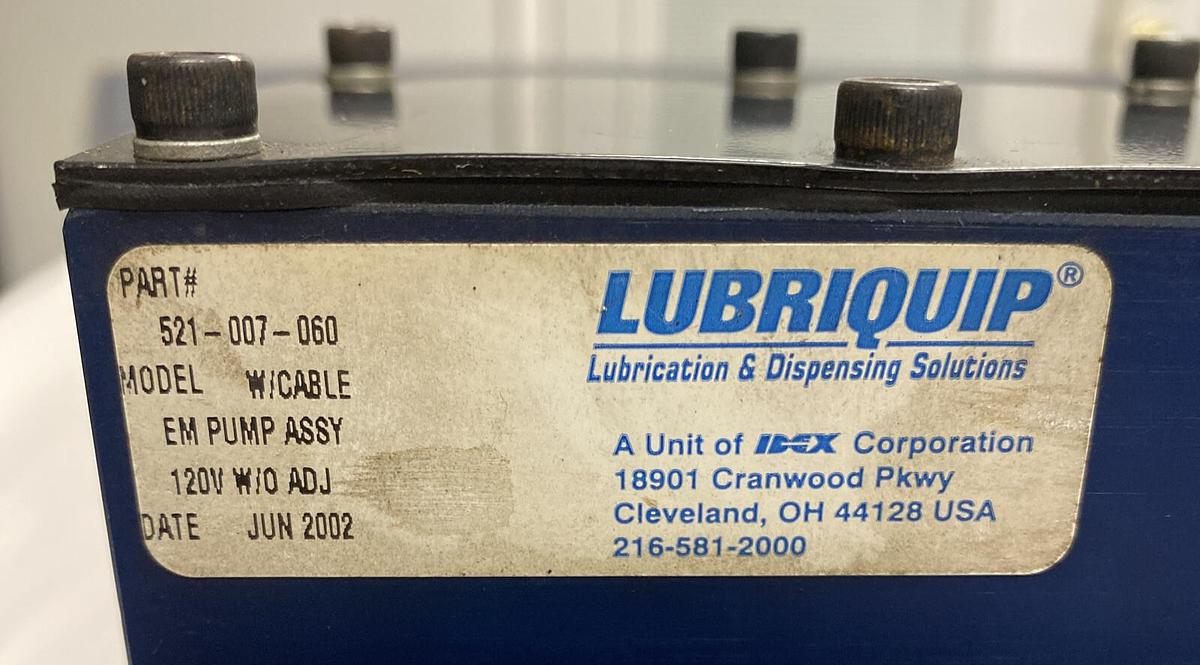 PART#
521-007-060
MODEL W/CABLE
EM PUMP ASSY
120V W/O ADJ
DATE JUN 2002
LUBRIQUIP®
Lubrication & Dispensing Solutions
A Unit of IDEX Corporation
18901 Cranwood Pkwy
Cleveland, OH 44128 USA
216-581-2000